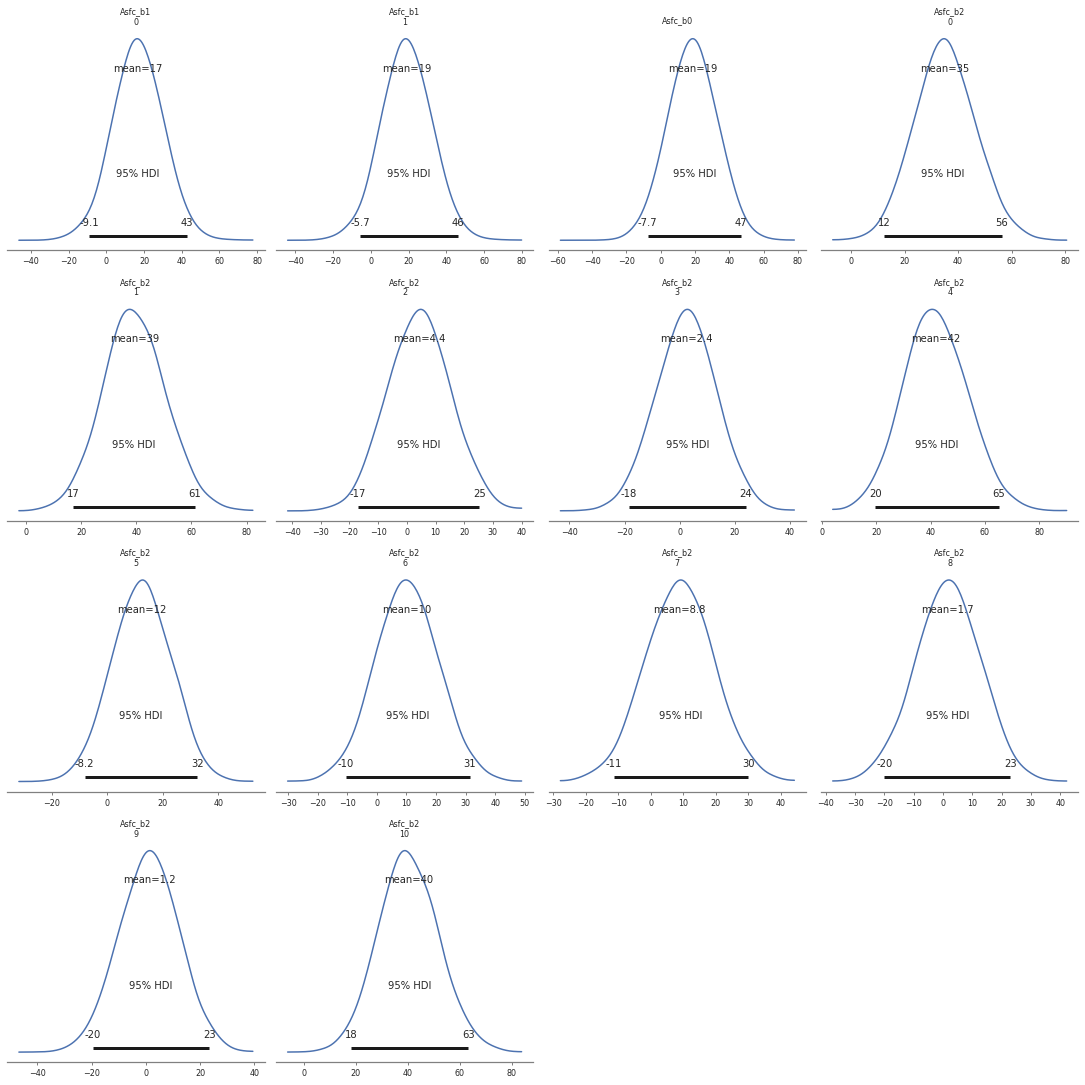 Asfc_b1
0
mean=17
95% HDI
-9.1 43
−40 −20 0 20 40 60 80
Asfc_b1
1
mean=19
95% HDI
-5.7 46
−40 −20 0 20 40 60 80
Asfc_b0
mean=19
95% HDI
-7.7 47
−60 −40 −20 0 20 40 60 80
Asfc_b2
0
mean=35
95% HDI
12 56
0 20 40 60 80
Asfc_b2
1
mean=39
95% HDI
17 61
0 20 40 60 80
Asfc_b2
2
mean=4.4
95% HDI
-17 25
−40 −30 −20 −10 0 10 20 30 40
Asfc_b2
3
mean=2.4
95% HDI
-18 24
−40 −20 0 20 40
Asfc_b2
4
mean=42
95% HDI
20 65
0 20 40 60 80
Asfc_b2
5
mean=12
95% HDI
-8.2 32
−20 0 20 40
Asfc_b2
6
mean=10
95% HDI
-10 31
−30 −20 −10 0 10 20 30 40 50
Asfc_b2
7
mean=8.8
95% HDI
-11 30
−30 −20 −10 0 10 20 30 40
Asfc_b2
8
mean=1.7
95% HDI
-20 23
−40 −30 −20 −10 0 10 20 30 40
Asfc_b2
9
mean=1.2
95% HDI
-20 23
−40 −20 0 20 40
Asfc_b2
10
mean=40
95% HDI
18 63
0 20 40 60 80